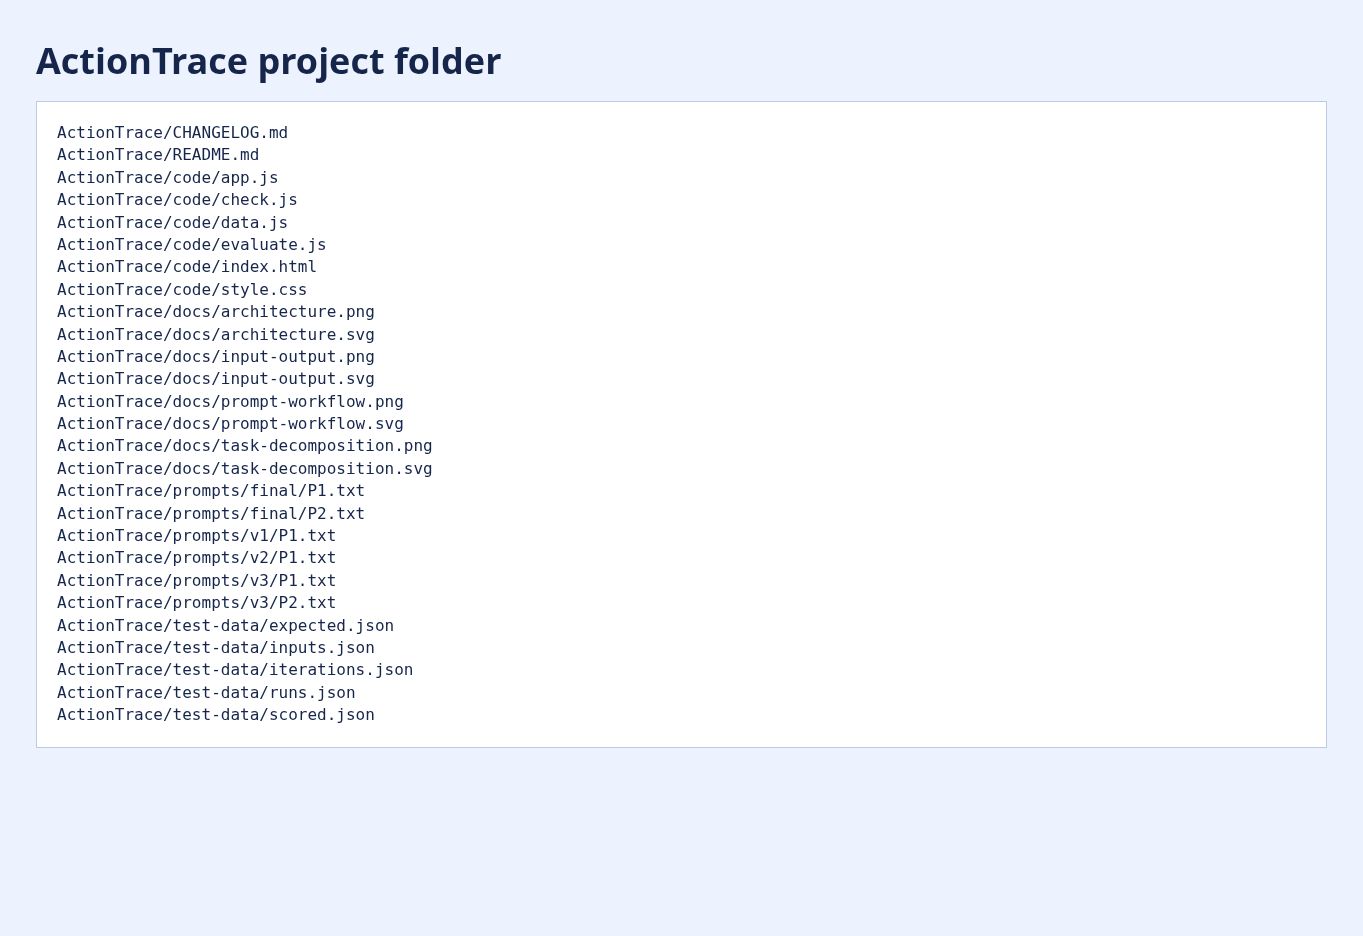 ActionTrace project folder
ActionTrace/CHANGELOG.md
ActionTrace/README.md
ActionTrace/code/app.js
ActionTrace/code/check.js
ActionTrace/code/data.js
ActionTrace/code/evaluate.js
ActionTrace/code/index.html
ActionTrace/code/style.css
ActionTrace/docs/architecture.png
ActionTrace/docs/architecture.svg
ActionTrace/docs/input-output.png
ActionTrace/docs/input-output.svg
ActionTrace/docs/prompt-workflow.png
ActionTrace/docs/prompt-workflow.svg
ActionTrace/docs/task-decomposition.png
ActionTrace/docs/task-decomposition.svg
ActionTrace/prompts/final/P1.txt
ActionTrace/prompts/final/P2.txt
ActionTrace/prompts/v1/P1.txt
ActionTrace/prompts/v2/P1.txt
ActionTrace/prompts/v3/P1.txt
ActionTrace/prompts/v3/P2.txt
ActionTrace/test-data/expected.json
ActionTrace/test-data/inputs.json
ActionTrace/test-data/iterations.json
ActionTrace/test-data/runs.json
ActionTrace/test-data/scored.json